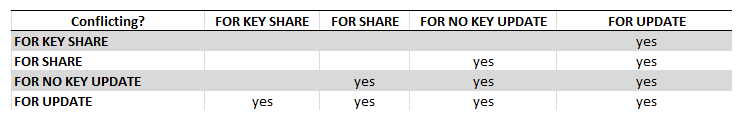 Conflicting? FOR KEY SHARE FOR SHARE FOR NO KEY UPDATE FOR UPDATE
FOR KEY SHARE yes
FOR SHARE yes yes
FOR NO KEY UPDATE yes yes yes
FOR UPDATE yes yes yes yes